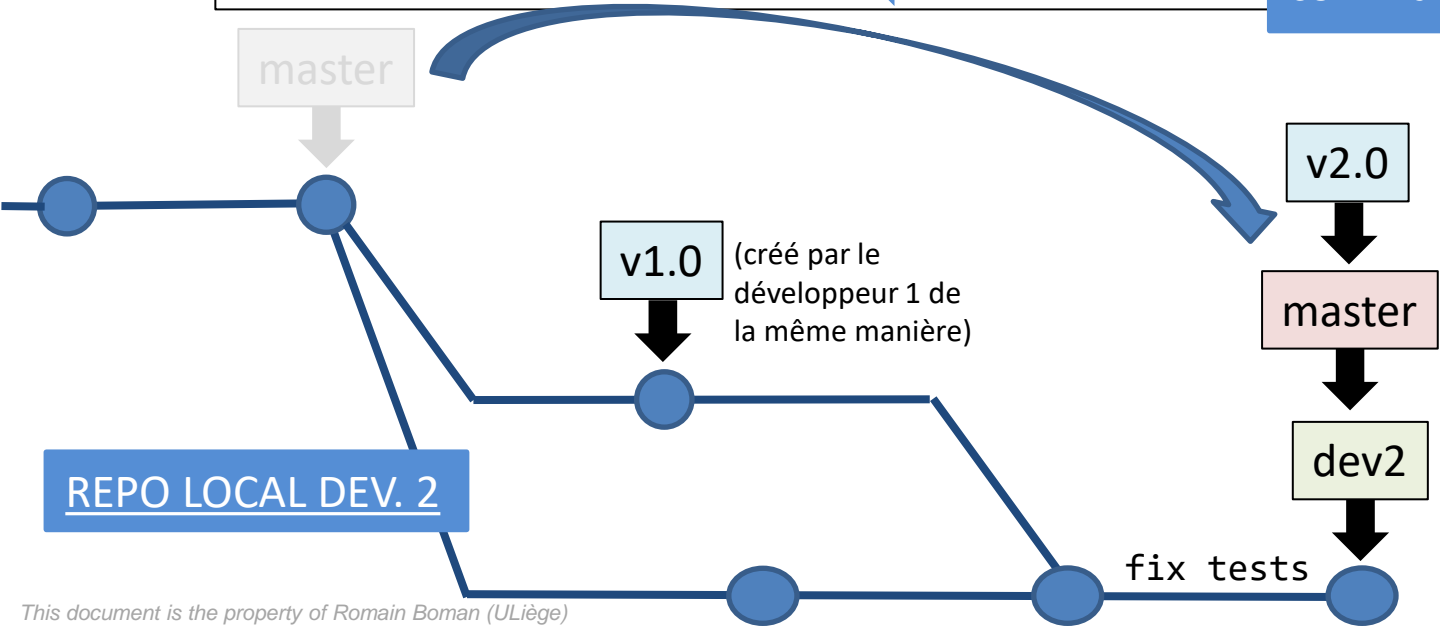 master
v2.0
v1.0
(créé par le
développeur 1 de
la même manière)
master
dev2
REPO LOCAL DEV. 2
fix tests
This document is the property of Romain Boman (ULiège)